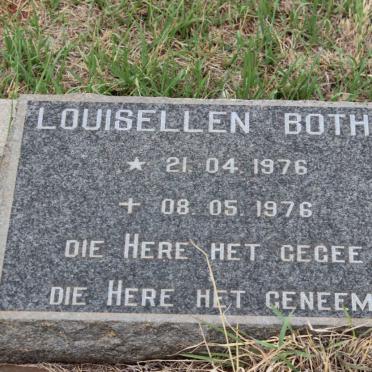 LOUISELLEN BOTH
★ 21.04.1976
✝ 08.05.1976
DIE HERE HET GEGEE
DIE HERE HET GENEEM